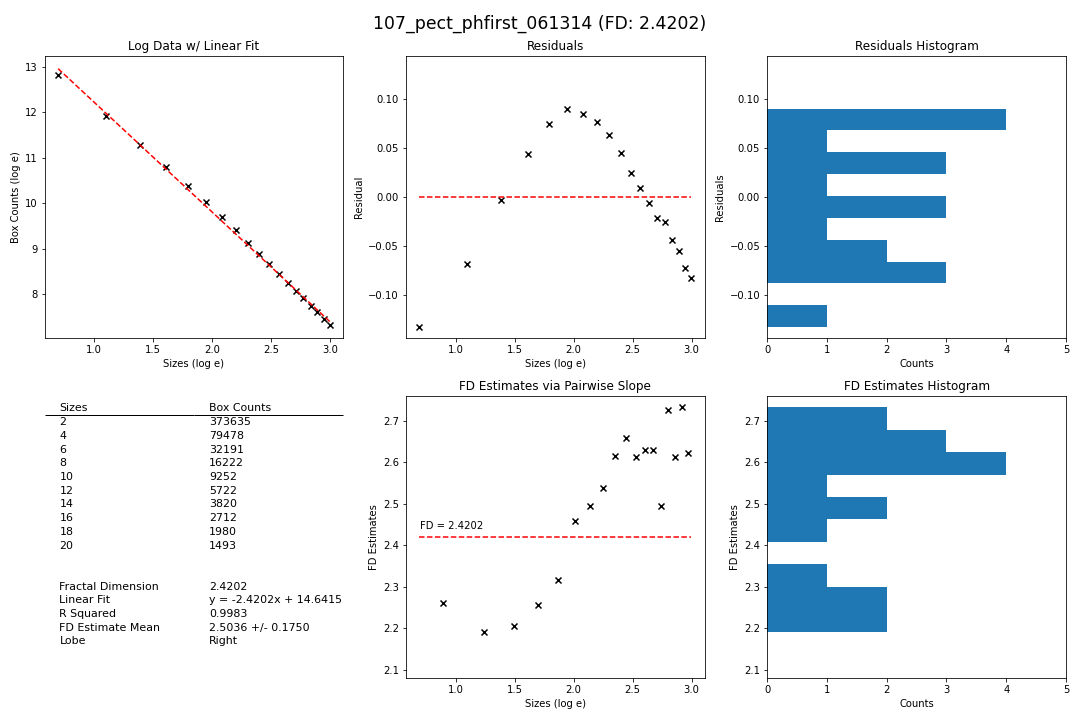 107_pect_phfirst_061314 (FD: 2.4202)
Log Data w/ Linear Fit
Box Counts (log e)
13
12
11
10
9
8
1.0 1.5 2.0 2.5 3.0
Sizes (log e)
Residuals
Residual
0.10
0.05
0.00
−0.05
−0.10
1.0 1.5 2.0 2.5 3.0
Sizes (log e)
Residuals Histogram
Residuals
0.10
0.05
0.00
−0.05
−0.10
0 1 2 3 4 5
Counts
Sizes Box Counts
2 373635
4 79478
6 32191
8 16222
10 9252
12 5722
14 3820
16 2712
18 1980
20 1493
Fractal Dimension 2.4202
Linear Fit y = -2.4202x + 14.6415
R Squared 0.9983
FD Estimate Mean 2.5036 +/- 0.1750
Lobe Right
FD Estimates via Pairwise Slope
FD Estimates
2.7
2.6
2.5
2.4
2.3
2.2
2.1
FD = 2.4202
1.0 1.5 2.0 2.5 3.0
Sizes (log e)
FD Estimates Histogram
FD Estimates
2.7
2.6
2.5
2.4
2.3
2.2
2.1
0 1 2 3 4 5
Counts